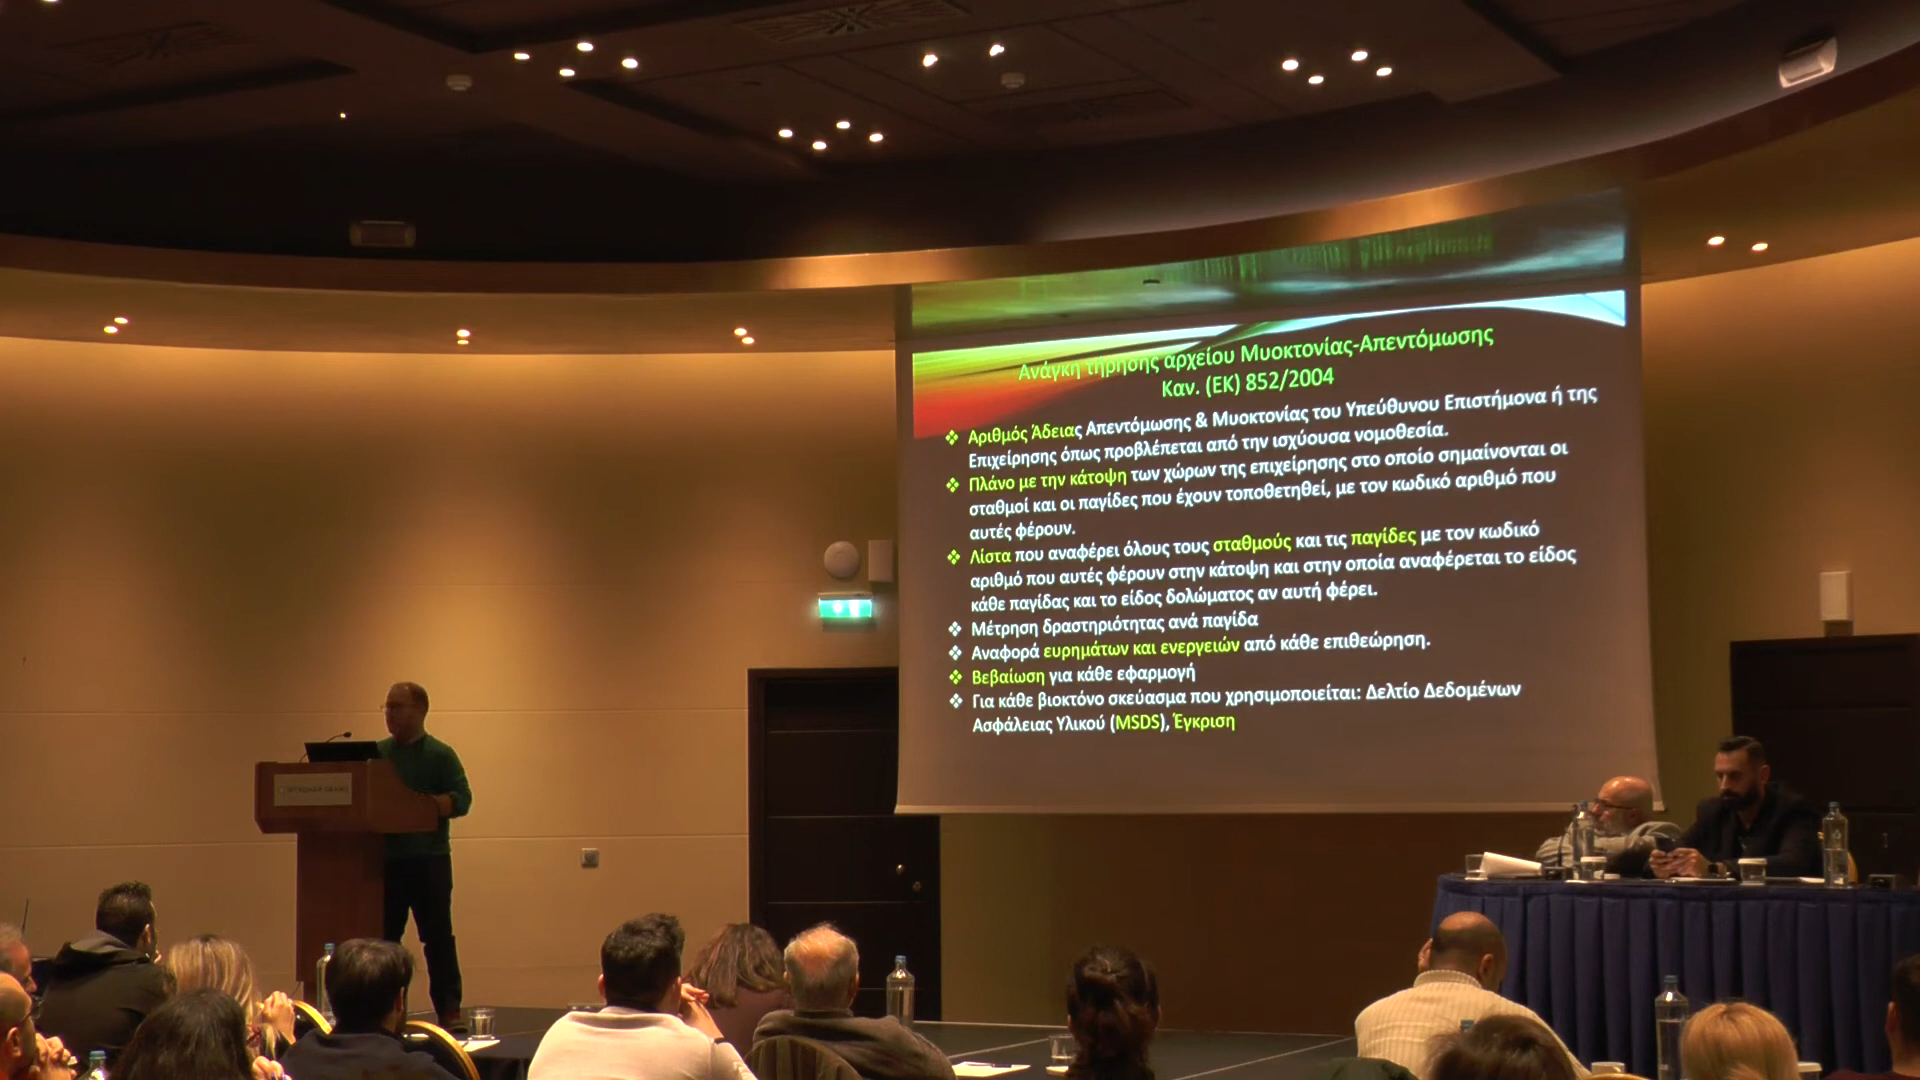 Ανάγκη τήρησης αρχείου Μυοκτονίας-Απεντόμωσης
Καν. (ΕΚ) 852/2004
❖ Αριθμός Άδειας Απεντόμωσης & Μυοκτονίας του Υπεύθυνου Επιστήμονα ή της
Επιχείρησης όπως προβλέπεται από την ισχύουσα νομοθεσία.
❖ Πλάνο με την κάτοψη των χώρων της επιχείρησης στο οποίο σημαίνονται οι
σταθμοί και οι παγίδες που έχουν τοποθετηθεί, με τον κωδικό αριθμό που
αυτές φέρουν.
❖ Λίστα που αναφέρει όλους τους σταθμούς και τις παγίδες με τον κωδικό
αριθμό που αυτές φέρουν στην κάτοψη και στην οποία αναφέρεται το είδος
κάθε παγίδας και το είδος δολώματος αν αυτή φέρει.
❖ Μέτρηση δραστηριότητας ανά παγίδα
❖ Αναφορά ευρημάτων και ενεργειών από κάθε επιθεώρηση.
❖ Βεβαίωση για κάθε εφαρμογή
❖ Για κάθε βιοκτόνο σκεύασμα που χρησιμοποιείται: Δελτίο Δεδομένων
Ασφάλειας Υλικού (MSDS), Έγκριση